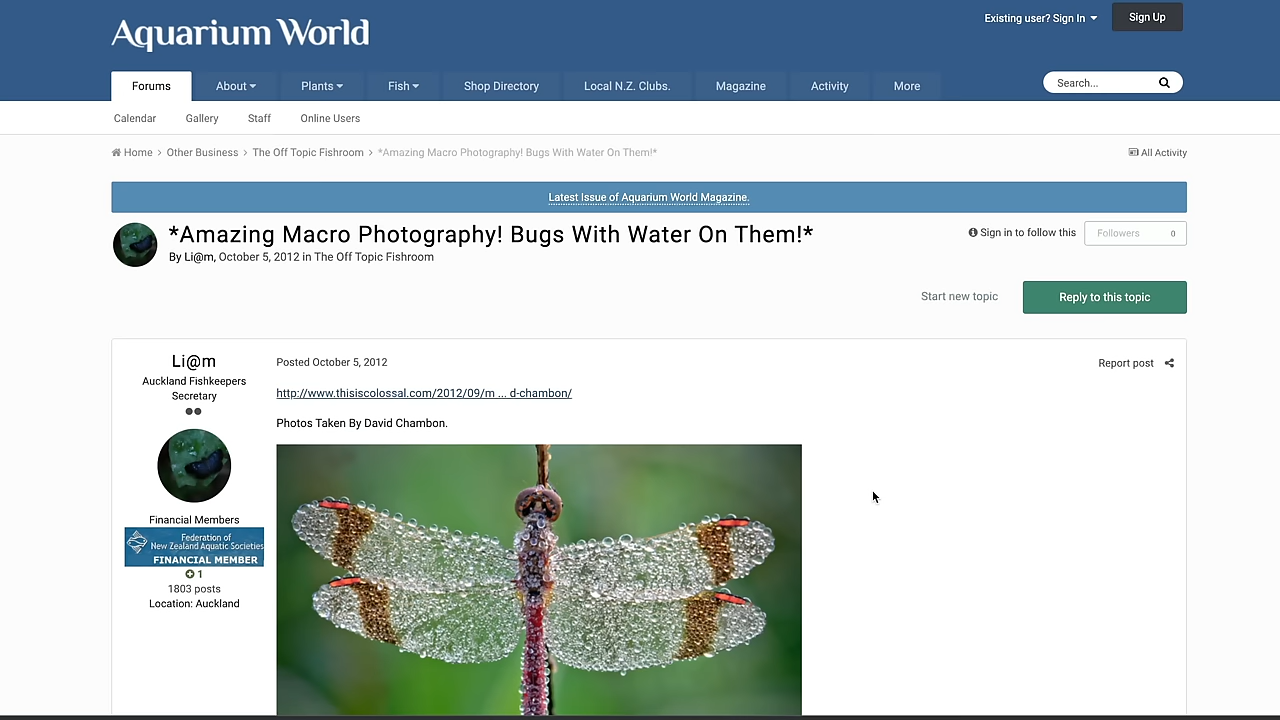 Aquarium World
Existing user? Sign In
Sign Up
Forums
About
Plants
Fish
Shop Directory
Local N.Z. Clubs.
Magazine
Activity
More
Search...
Calendar
Gallery
Staff
Online Users
Home > Other Business > The Off Topic Fishroom > *Amazing Macro Photography! Bugs With Water On Them!*
All Activity
Latest Issue of Aquarium World Magazine.
*Amazing Macro Photography! Bugs With Water On Them!*
By Li@m, October 5, 2012 in The Off Topic Fishroom
Sign in to follow this
Followers 0
Start new topic
Reply to this topic
Li@m
Auckland Fishkeepers
Secretary
Financial Members
Federation of
New Zealand Aquatic Societies
FINANCIAL MEMBER
1
1803 posts
Location: Auckland
Posted October 5, 2012
Report post
http://www.thisiscolossal.com/2012/09/m ... d-chambon/
Photos Taken By David Chambon.